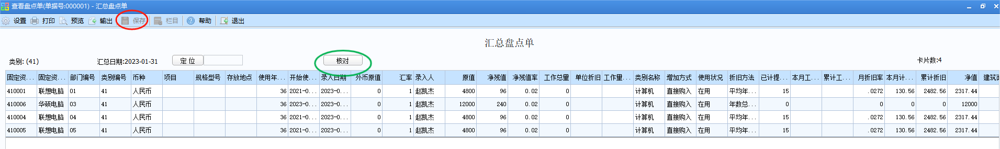 查看盘点单(单据号:000001) - 汇总盘点单
设置 打印 预览 输出 保存 栏目 帮助 退出
汇总盘点单
类别: (41) 汇总日期:2023-01-31 定位 核对 卡片数:4
固定资... 固定资... 部门编号 类别编号 币种 项目 规格型号 存放地点 使用年... 开始使... 录入日期 外币原值 汇率 录入人 原值 净残值 净残值率 工作总量 单位折旧 工作量... 类别名称 增加方式 使用状况 折旧方法 已计提... 本月工... 累计工... 月折旧率 本月计... 累计折旧 净值 建筑面
410001 联想电脑 01 41 人民币 36 2021-0... 2023-0... 0 1 赵凯杰 4800 96 0.02 0 计算机 直接购入 在用 平均年... 15 .0272 130.56 2482.56 2317.44
410006 华硕电脑 03 41 人民币 36 2023-0... 2023-0... 0 1 赵凯杰 12000 240 0.02 0 计算机 直接购入 在用 年数总... 0 0 0 0 12000
410004 联想电脑 04 41 人民币 36 2021-0... 2023-0... 0 1 赵凯杰 4800 96 0.02 0 计算机 直接购入 在用 平均年... 15 .0272 130.56 2482.56 2317.44
410005 联想电脑 05 41 人民币 36 2021-0... 2023-0... 0 1 赵凯杰 4800 96 0.02 0 计算机 直接购入 在用 平均年... 15 .0272 130.56 2482.56 2317.44